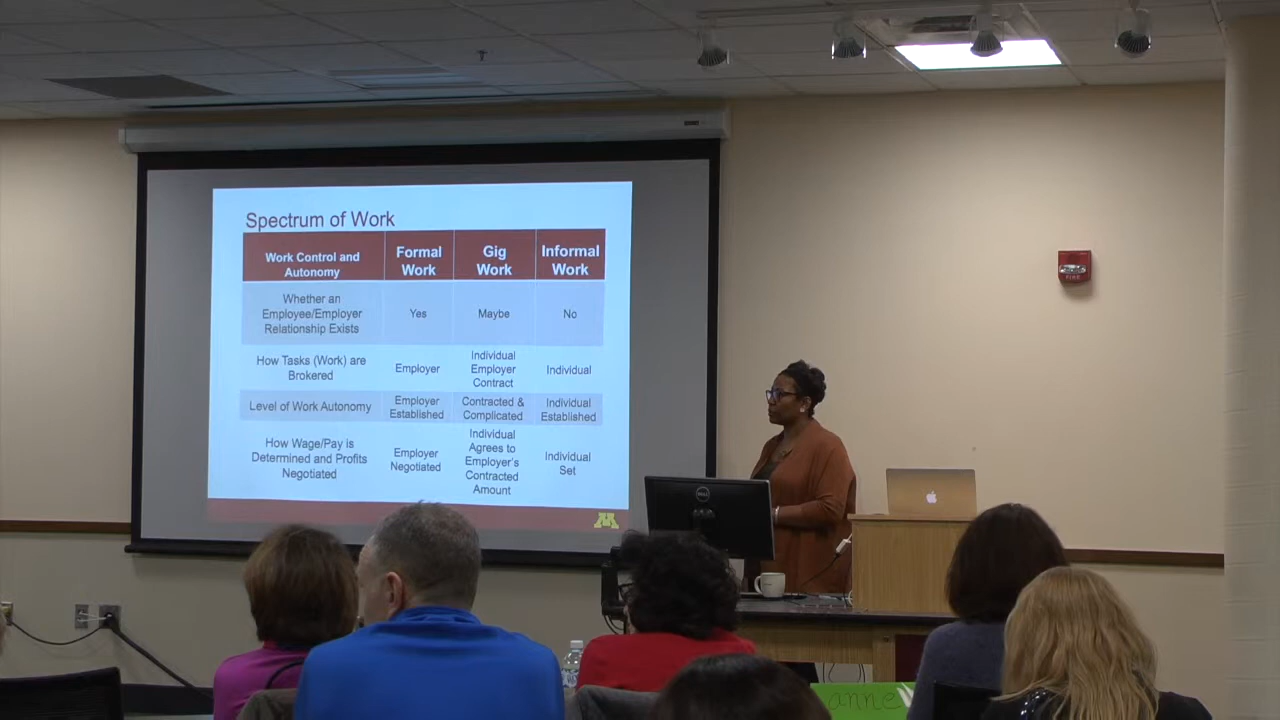 Spectrum of Work
Work Control and Autonomy
Formal Work
Gig Work
Informal Work
Whether an Employee/Employer Relationship Exists
Yes
Maybe
No
How Tasks (Work) are Brokered
Employer
Individual Employer Contract
Individual
Level of Work Autonomy
Employer Established
Contracted & Complicated
Individual Established
How Wage/Pay is Determined and Profits Negotiated
Employer Negotiated
Individual Agrees to Employer's Contracted Amount
Individual Set
M
FIRE
DELL
anne